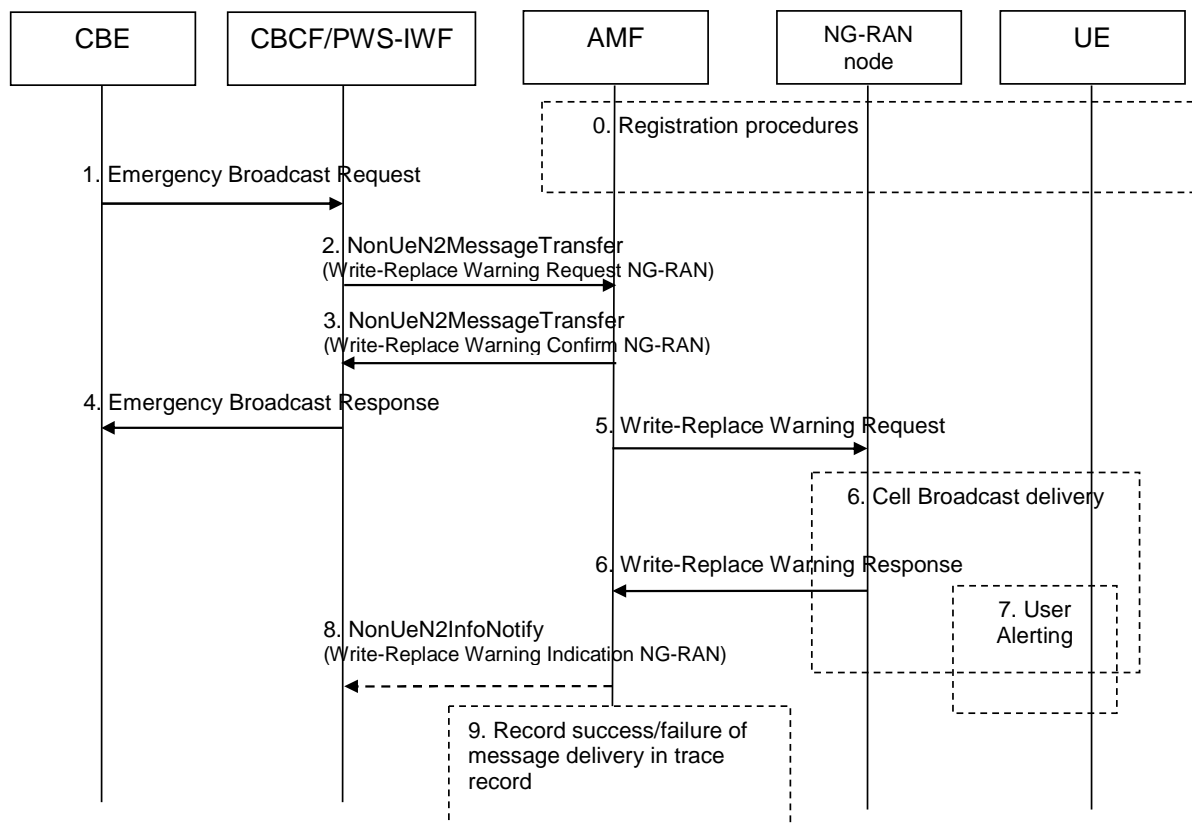 CBE
CBCF/PWS-IWF
AMF
NG-RAN
node
UE
0. Registration procedures
1. Emergency Broadcast Request
2. NonUeN2MessageTransfer
(Write-Replace Warning Request NG-RAN)
3. NonUeN2MessageTransfer
(Write-Replace Warning Confirm NG-RAN)
4. Emergency Broadcast Response
5. Write-Replace Warning Request
6. Cell Broadcast delivery
6. Write-Replace Warning Response
7. User
Alerting
8. NonUeN2InfoNotify
(Write-Replace Warning Indication NG-RAN)
9. Record success/failure of
message delivery in trace
record